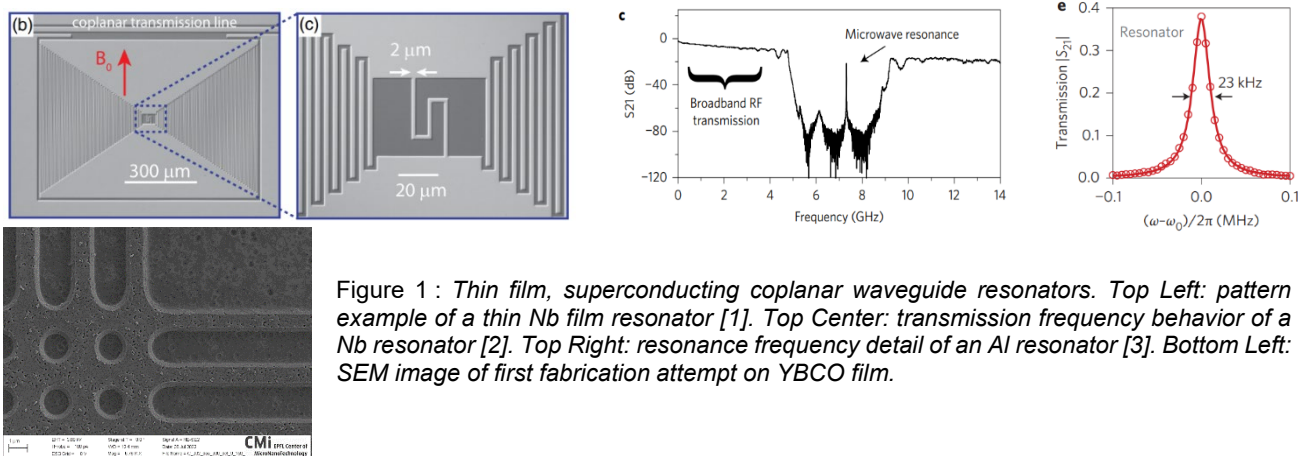 (b)
coplanar transmission line
B₀
300 μm
(c)
2 μm
20 μm
c
Microwave resonance
Broadband RF
transmission
S21 (dB)
0
−40
−80
−120
0 2 4 6 8 10 12 14
Frequency (GHz)
e
Resonator
23 kHz
Transmission |S₂₁|
0.4
0.3
0.2
0.1
0.0
−0.1 0.0 0.1
(ω-ω₀)/2π (MHz)
1 μm
CMi EPFL Center of
MicroNanoTechnology
Figure 1 : Thin film, superconducting coplanar waveguide resonators. Top Left: pattern
example of a thin Nb film resonator [1]. Top Center: transmission frequency behavior of a
Nb resonator [2]. Top Right: resonance frequency detail of an Al resonator [3]. Bottom Left:
SEM image of first fabrication attempt on YBCO film.